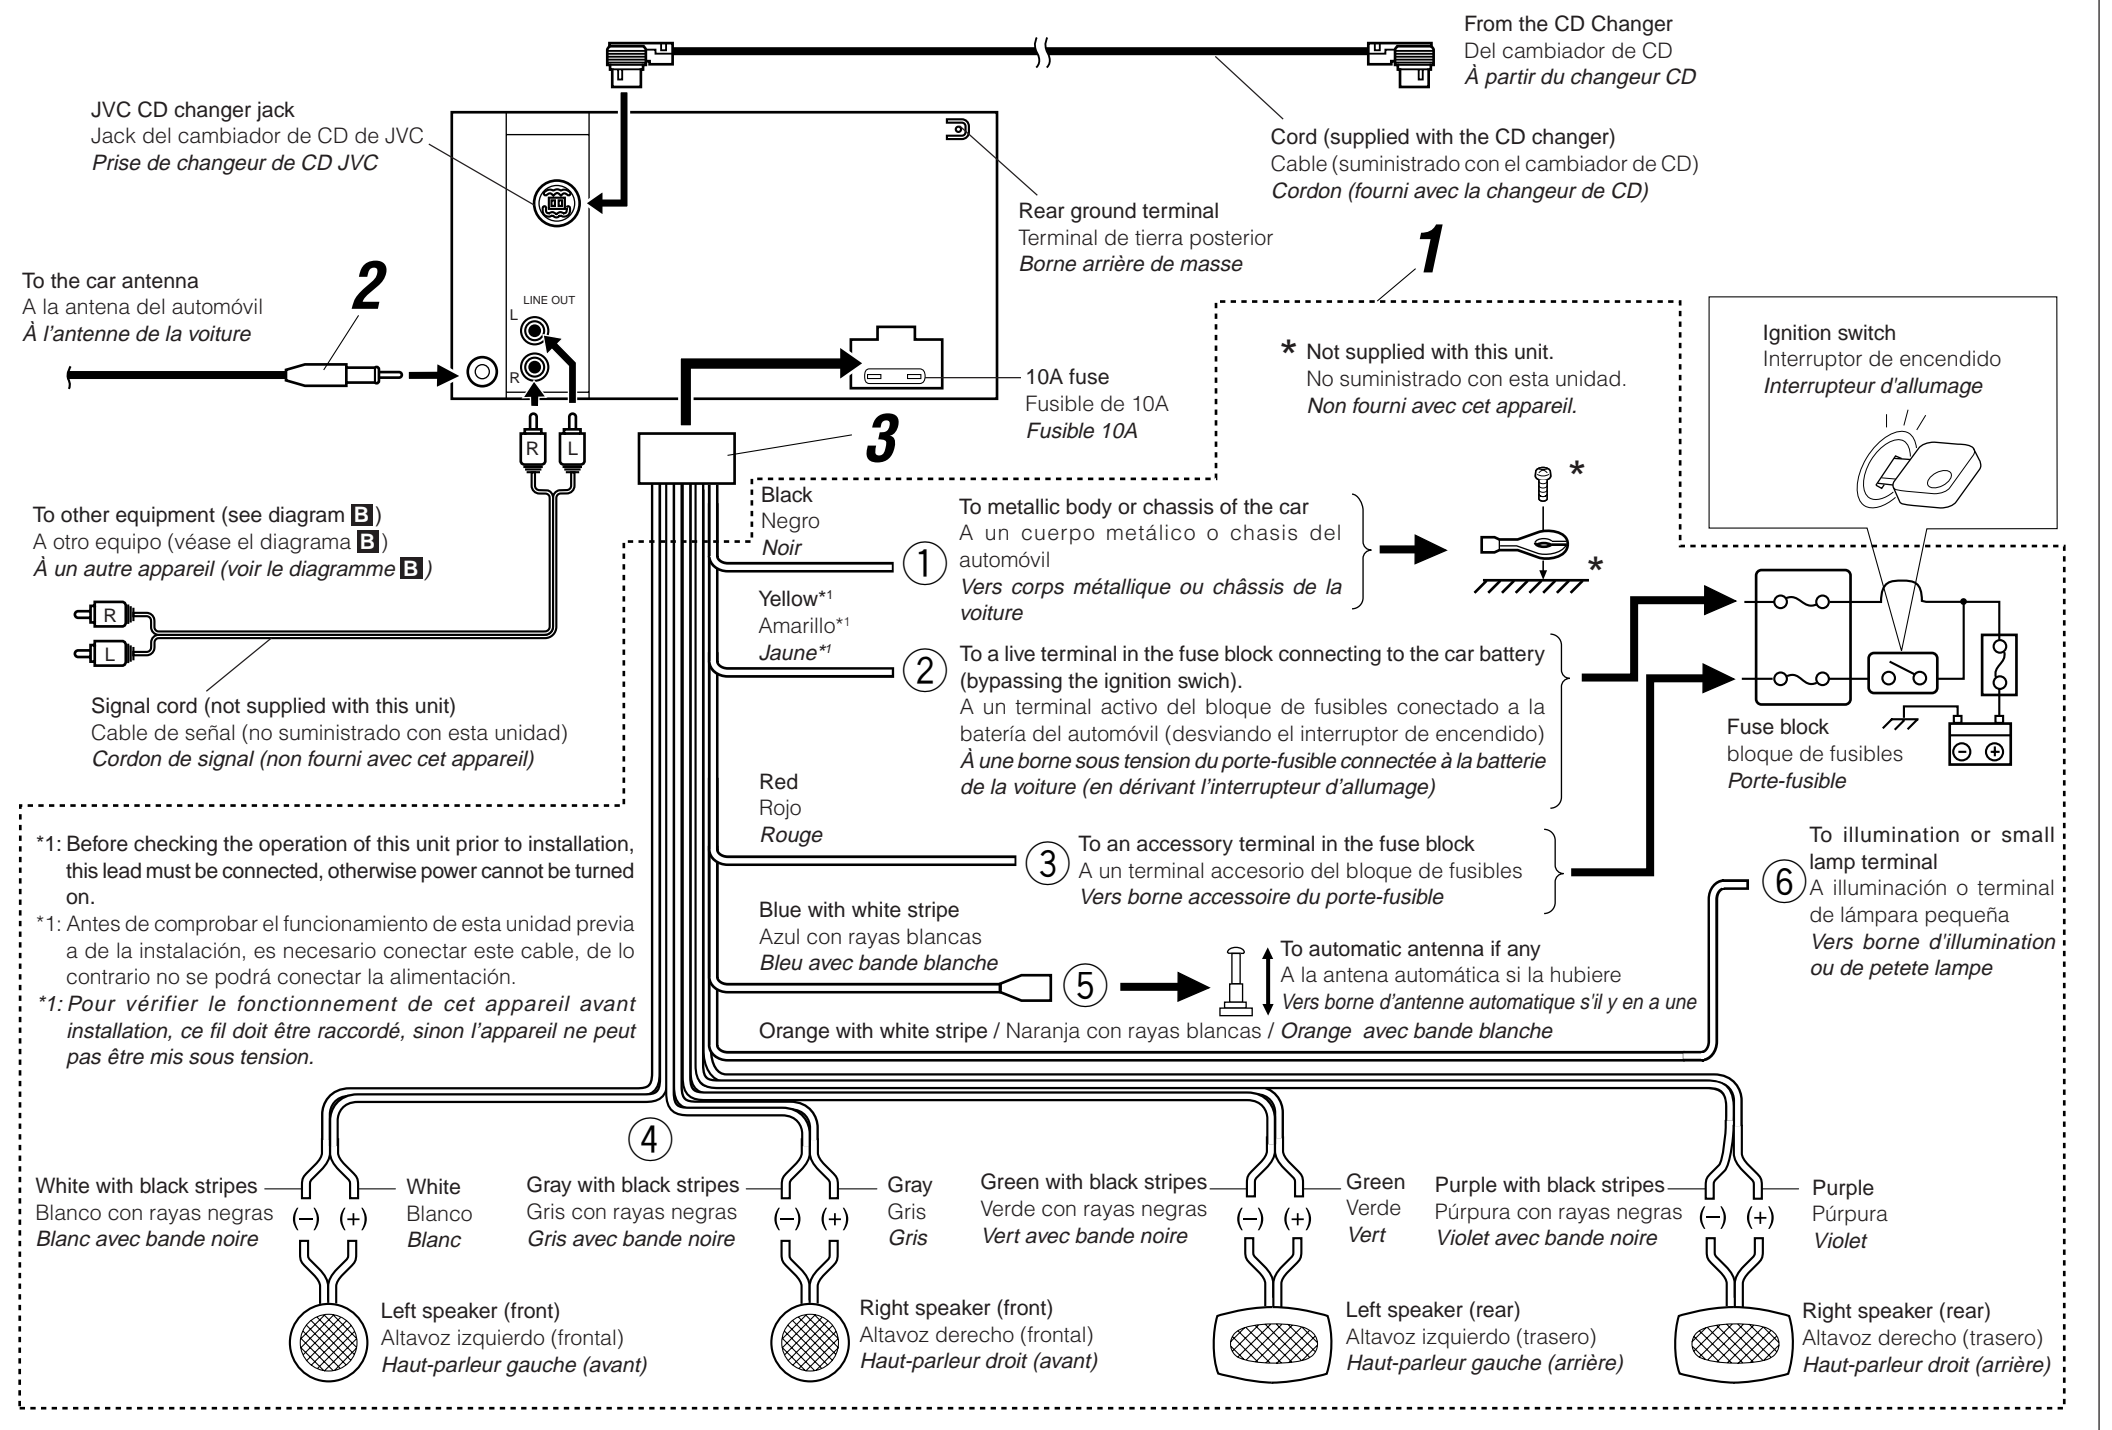 From the CD Changer
Del cambiador de CD
À partir du changeur CD
JVC CD changer jack
Jack del cambiador de CD de JVC
Prise de changeur de CD JVC
Cord (supplied with the CD changer)
Cable (suministrado con el cambiador de CD)
Cordon (fourni avec la changeur de CD)
Rear ground terminal
Terminal de tierra posterior
Borne arrière de masse
1
To the car antenna
A la antena del automóvil
À l'antenne de la voiture
2
LINE OUT
L
R
10A fuse
Fusible de 10A
Fusible 10A
* Not supplied with this unit.
No suministrado con esta unidad.
Non fourni avec cet appareil.
Ignition switch
Interruptor de encendido
Interrupteur d'allumage
3
R
L
To other equipment (see diagram B)
A otro equipo (véase el diagrama B)
À un autre appareil (voir le diagramme B)
R
L
Signal cord (not supplied with this unit)
Cable de señal (no suministrado con esta unidad)
Cordon de signal (non fourni avec cet appareil)
Black
Negro
Noir
①
To metallic body or chassis of the car
A un cuerpo metálico o chasis del
automóvil
Vers corps métallique ou châssis de la
voiture
*
*
Yellow*1
Amarillo*1
Jaune*1
②
To a live terminal in the fuse block connecting to the car battery
(bypassing the ignition swich).
A un terminal activo del bloque de fusibles conectado a la
batería del automóvil (desviando el interruptor de encendido)
À une borne sous tension du porte-fusible connectée à la batterie
de la voiture (en dérivant l'interrupteur d'allumage)
Fuse block
bloque de fusibles
Porte-fusible
Red
Rojo
Rouge
③
To an accessory terminal in the fuse block
A un terminal accesorio del bloque de fusibles
Vers borne accessoire du porte-fusible
*1: Before checking the operation of this unit prior to installation,
this lead must be connected, otherwise power cannot be turned
on.
*1: Antes de comprobar el funcionamiento de esta unidad previa
a de la instalación, es necesario conectar este cable, de lo
contrario no se podrá conectar la alimentación.
*1: Pour vérifier le fonctionnement de cet appareil avant
installation, ce fil doit être raccordé, sinon l'appareil ne peut
pas être mis sous tension.
Blue with white stripe
Azul con rayas blancas
Bleu avec bande blanche
⑤
To automatic antenna if any
A la antena automática si la hubiere
Vers borne d'antenne automatique s'il y en a une
⑥
To illumination or small
lamp terminal
A illuminación o terminal
de lámpara pequeña
Vers borne d'illumination
ou de petete lampe
Orange with white stripe / Naranja con rayas blancas / Orange avec bande blanche
④
White with black stripes
Blanco con rayas negras
Blanc avec bande noire
(−) (+)
White
Blanco
Blanc
Gray with black stripes
Gris con rayas negras
Gris avec bande noire
(−) (+)
Gray
Gris
Gris
Green with black stripes
Verde con rayas negras
Vert avec bande noire
(−) (+)
Green
Verde
Vert
Purple with black stripes
Púrpura con rayas negras
Violet avec bande noire
(−) (+)
Purple
Púrpura
Violet
Left speaker (front)
Altavoz izquierdo (frontal)
Haut-parleur gauche (avant)
Right speaker (front)
Altavoz derecho (frontal)
Haut-parleur droit (avant)
Left speaker (rear)
Altavoz izquierdo (trasero)
Haut-parleur gauche (arrière)
Right speaker (rear)
Altavoz derecho (trasero)
Haut-parleur droit (arrière)